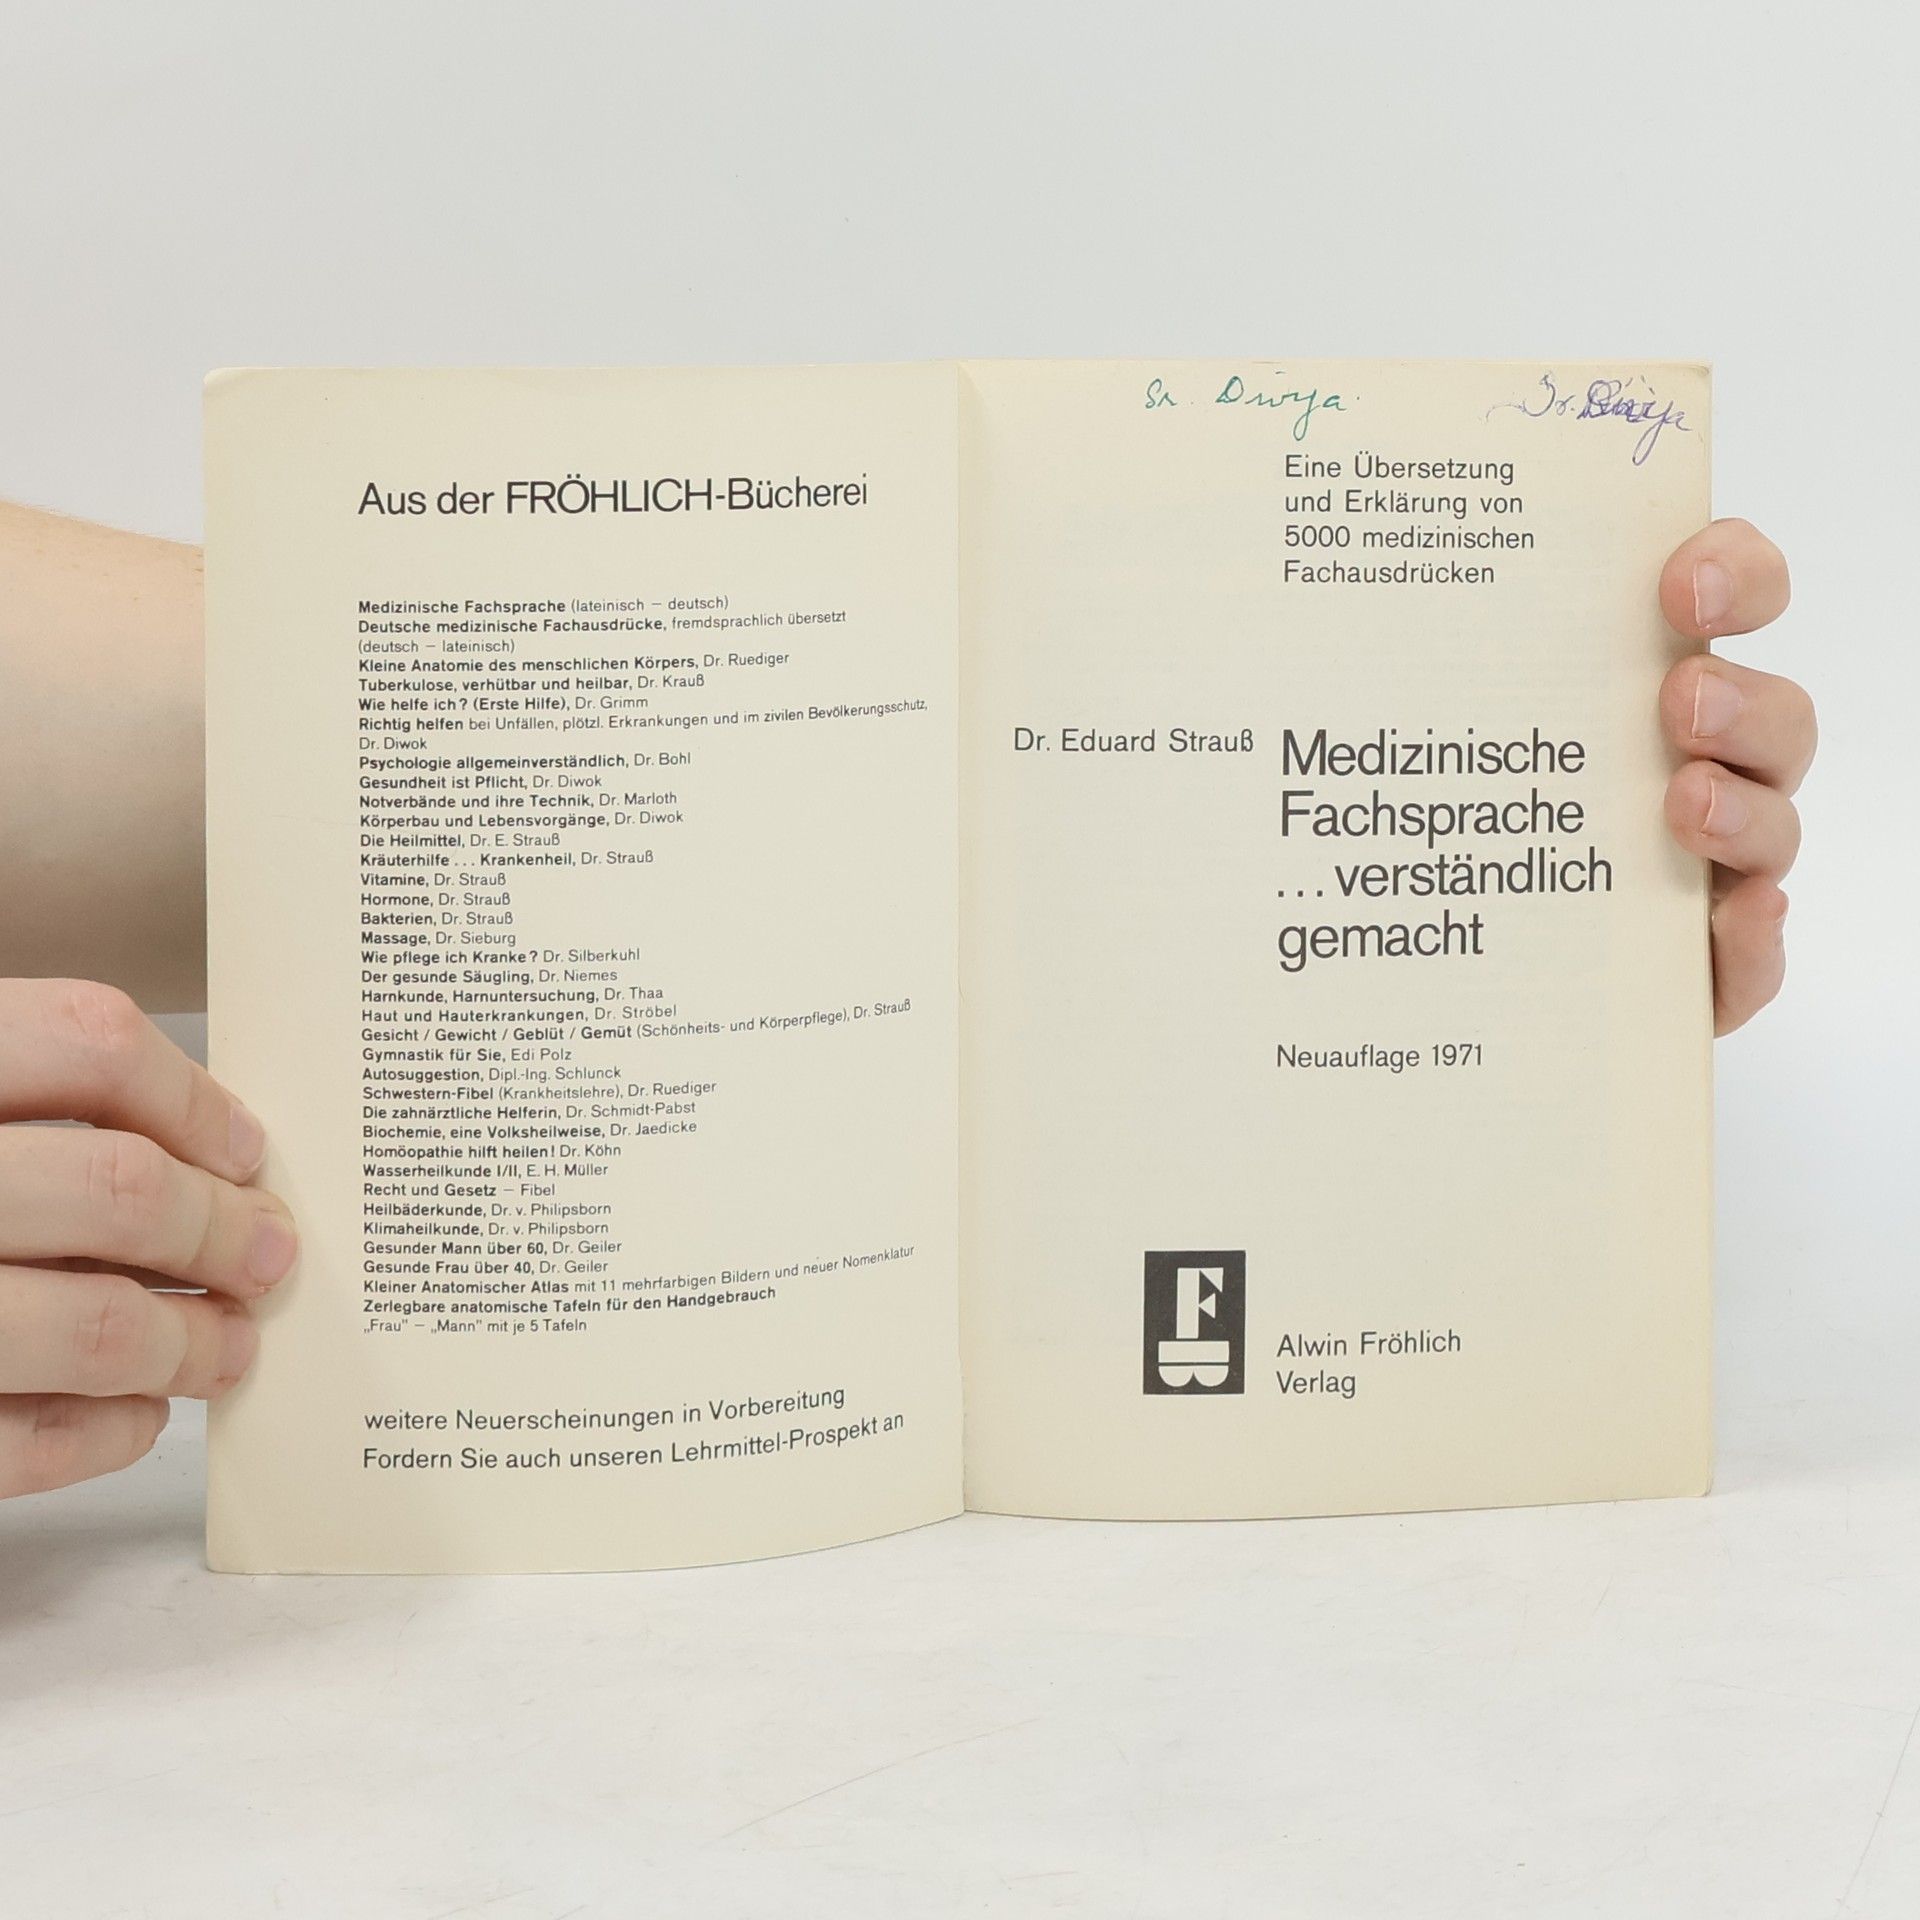 Aus der FRÖHLICH-Bücherei
Medizinische Fachsprache (lateinisch – deutsch)
Deutsche medizinische Fachausdrücke, fremdsprachlich übersetzt
(deutsch – lateinisch)
Kleine Anatomie des menschlichen Körpers, Dr. Ruediger
Tuberkulose, verhütbar und heilbar, Dr. Krauß
Wie helfe ich? (Erste Hilfe), Dr. Grimm
Richtig helfen bei Unfällen, plötzl. Erkrankungen und im zivilen Bevölkerungsschutz,
Dr. Diwok
Psychologie allgemeinverständlich, Dr. Bohl
Gesundheit ist Pflicht, Dr. Diwok
Notverbände und ihre Technik, Dr. Marloth
Körperbau und Lebensvorgänge, Dr. Diwok
Die Heilmittel, Dr. E. Strauß
Kräuterhilfe ... Krankenheil, Dr. Strauß
Vitamine, Dr. Strauß
Hormone, Dr. Strauß
Bakterien, Dr. Strauß
Massage, Dr. Sieburg
Wie pflege ich Kranke? Dr. Silberkuhl
Der gesunde Säugling, Dr. Niemes
Harnkunde, Harnuntersuchung, Dr. Thaa
Haut und Hauterkrankungen, Dr. Ströbel
Gesicht / Gewicht / Geblüt / Gemüt (Schönheits- und Körperpflege), Dr. Strauß
Gymnastik für Sie, Edi Polz
Autosuggestion, Dipl.-Ing. Schlunck
Schwestern-Fibel (Krankheitslehre), Dr. Ruediger
Die zahnärztliche Helferin, Dr. Schmidt-Pabst
Biochemie, eine Volksheilweise, Dr. Jaedicke
Homöopathie hilft heilen! Dr. Köhn
Wasserheilkunde I/II, E. H. Müller
Recht und Gesetz – Fibel
Heilbäderkunde, Dr. v. Philipsborn
Klimaheilkunde, Dr. v. Philipsborn
Gesunder Mann über 60, Dr. Geiler
Gesunde Frau über 40, Dr. Geiler
Kleiner Anatomischer Atlas mit 11 mehrfarbigen Bildern und neuer Nomenklatur
Zerlegbare anatomische Tafeln für den Handgebrauch
„Frau" – „Mann" mit je 5 Tafeln
weitere Neuerscheinungen in Vorbereitung
Fordern Sie auch unseren Lehrmittel-Prospekt an
Sr. Divya
Eine Übersetzung
und Erklärung von
5000 medizinischen
Fachausdrücken
Dr. Eduard Strauß
Medizinische
Fachsprache
...verständlich
gemacht
Neuauflage 1971
Alwin Fröhlich
Verlag